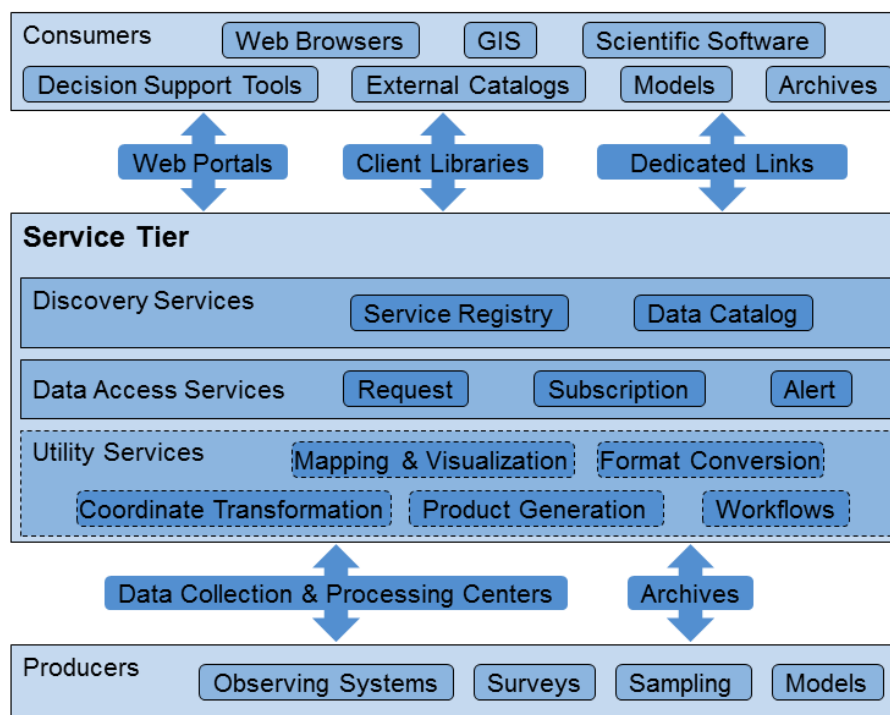 Consumers
Web Browsers
GIS
Scientific Software
Decision Support Tools
External Catalogs
Models
Archives
Web Portals
Client Libraries
Dedicated Links
Service Tier
Discovery Services
Service Registry
Data Catalog
Data Access Services
Request
Subscription
Alert
Utility Services
Mapping & Visualization
Format Conversion
Coordinate Transformation
Product Generation
Workflows
Data Collection & Processing Centers
Archives
Producers
Observing Systems
Surveys
Sampling
Models